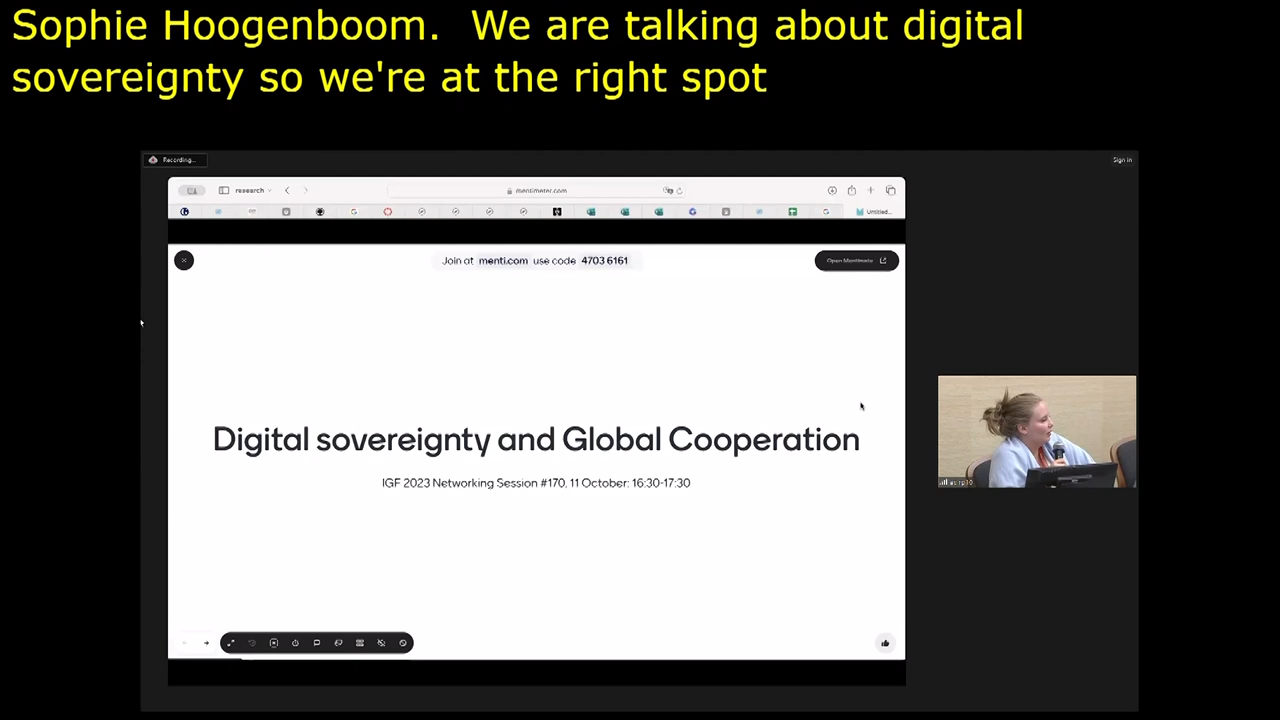 Sophie Hoogenboom.  We are talking about digital
sovereignty so we're at the right spot
Recording...
Sign in
research
mentimeter.com
Untitled...
Join at menti.com use code 4703 6161
Open Mentimeter
Digital sovereignty and Global Cooperation
IGF 2023 Networking Session #170, 11 October: 16:30-17:30